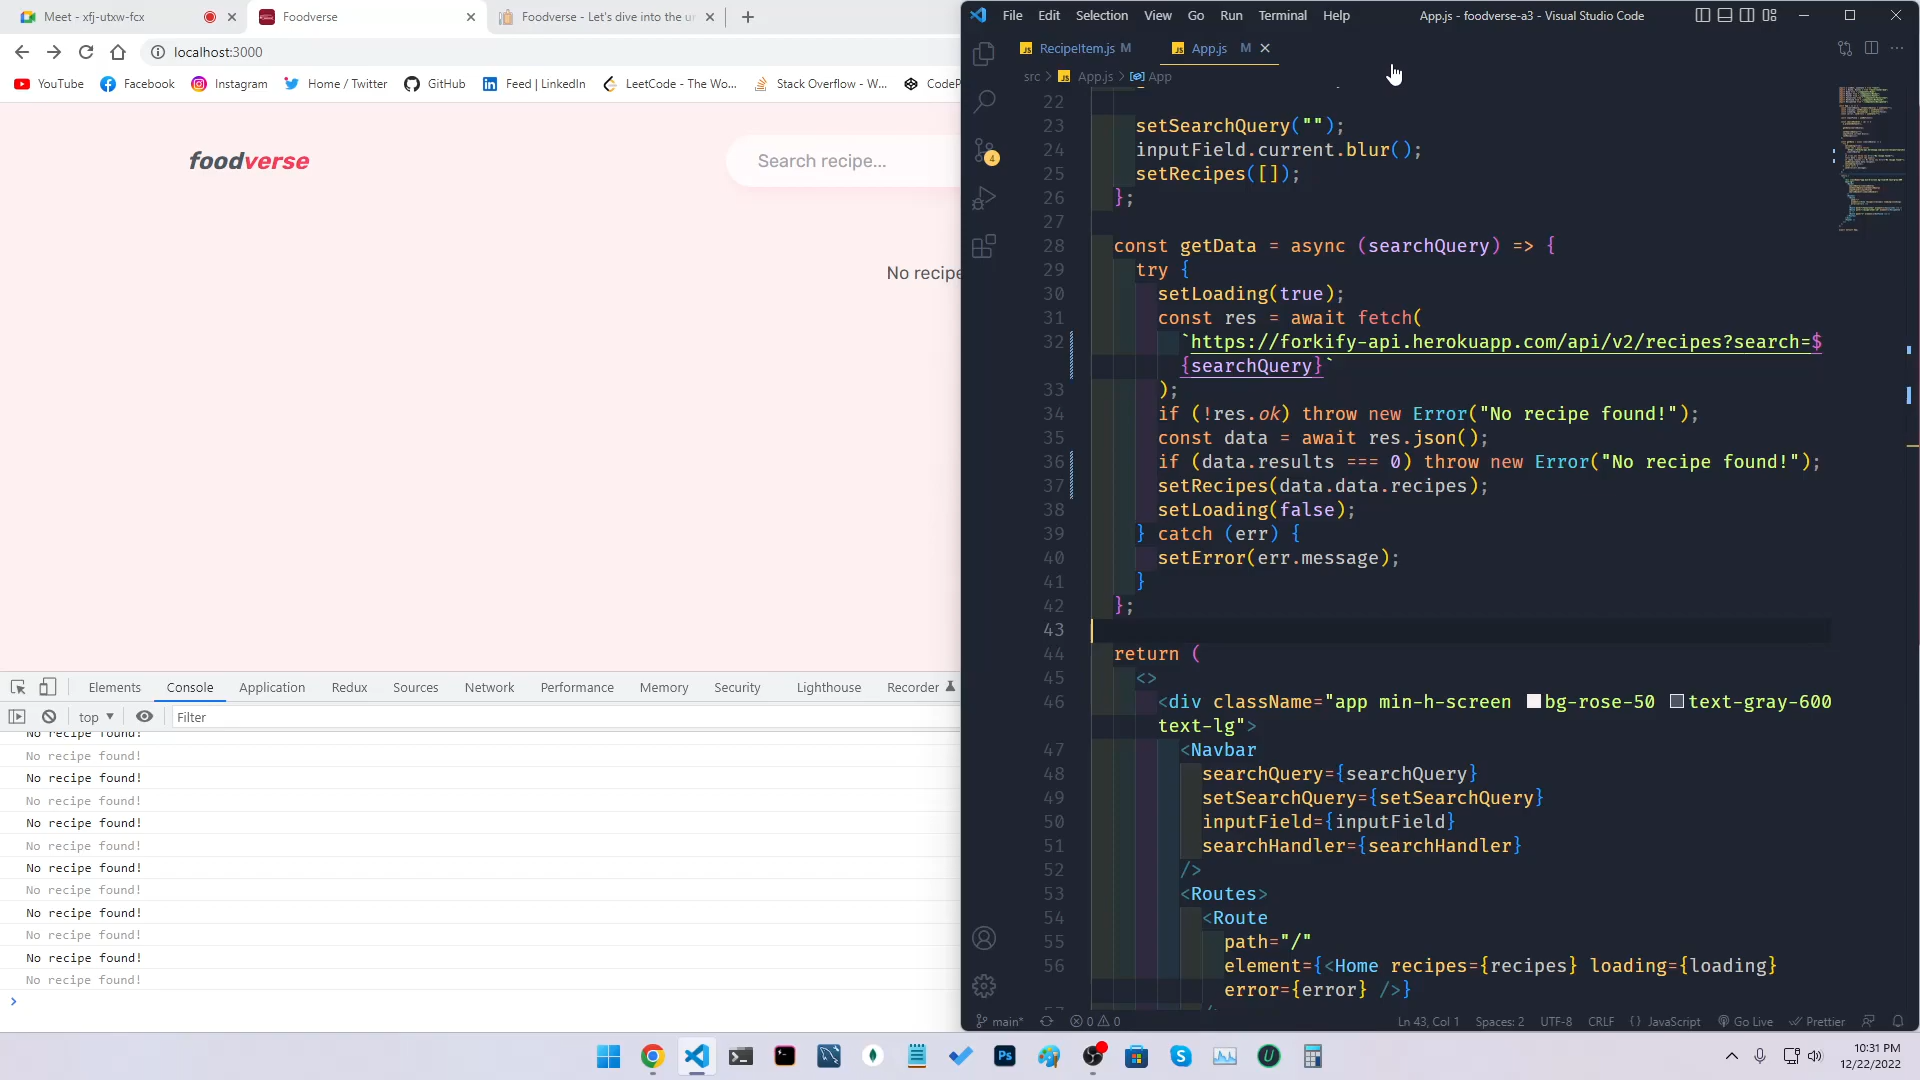 Meet - xfj-utxw-fcx
Foodverse
Foodverse - Let's dive into the u
localhost:3000
YouTube
Facebook
Instagram
Home / Twitter
GitHub
Feed | LinkedIn
LeetCode - The Wo...
Stack Overflow - W...
CodeP
foodverse
Search recipe...
No recipe
Elements
Console
Application
Redux
Sources
Network
Performance
Memory
Security
Lighthouse
Recorder
top
Filter
No recipe found!
No recipe found!
No recipe found!
No recipe found!
No recipe found!
No recipe found!
No recipe found!
No recipe found!
No recipe found!
No recipe found!
No recipe found!
No recipe found!
>
File
Edit
Selection
View
Go
Run
Terminal
Help
App.js - foodverse-a3 - Visual Studio Code
JS RecipeItem.js M
JS App.js M
src > JS App.js > App
4
22
23 setSearchQuery("");
24 inputField.current.blur();
25 setRecipes([]);
26 };
27
28 const getData = async (searchQuery) => {
29 try {
30 setLoading(true);
31 const res = await fetch(
32 `https://forkify-api.herokuapp.com/api/v2/recipes?search=$
{searchQuery}`
33 );
34 if (!res.ok) throw new Error("No recipe found!");
35 const data = await res.json();
36 if (data.results === 0) throw new Error("No recipe found!");
37 setRecipes(data.data.recipes);
38 setLoading(false);
39 } catch (err) {
40 setError(err.message);
41 }
42 };
43
44 return (
45 <>
46 <div className="app min-h-screen bg-rose-50 text-gray-600
text-lg">
47 <Navbar
48 searchQuery={searchQuery}
49 setSearchQuery={setSearchQuery}
50 inputField={inputField}
51 searchHandler={searchHandler}
52 />
53 <Routes>
54 <Route
55 path="/"
56 element={<Home recipes={recipes} loading={loading}
error={error} />}
main*
0
0
Ln 43, Col 1
Spaces: 2
UTF-8
CRLF
{ } JavaScript
Go Live
Prettier
Ps
S
U
10:31 PM
12/22/2022